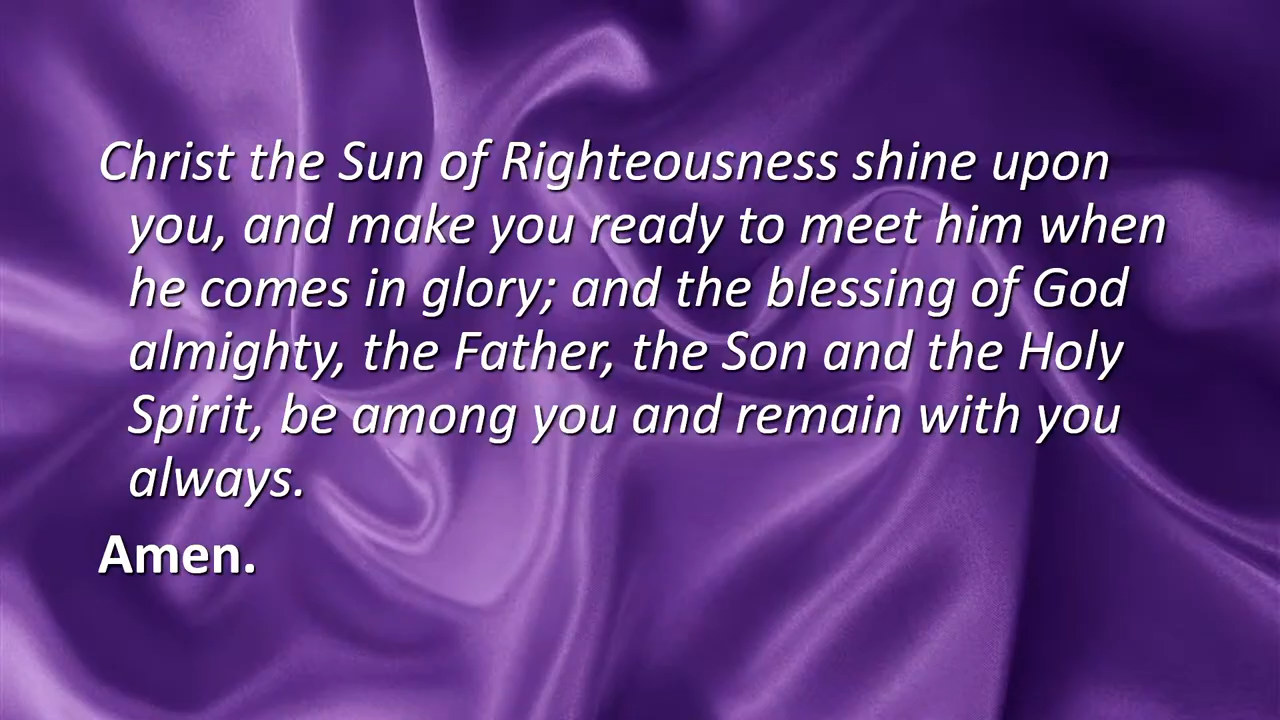 Christ the Sun of Righteousness shine upon
you, and make you ready to meet him when
he comes in glory; and the blessing of God
almighty, the Father, the Son and the Holy
Spirit, be among you and remain with you
always.
Amen.